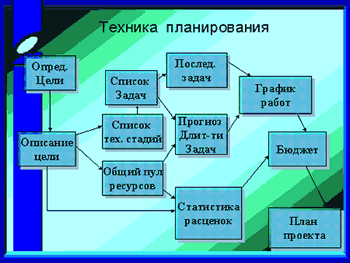 Техника планирования
Опред.
Цели
Описание
цели
Список
Задач
Список
тех. стадий
Общий пул
ресурсов
Послед.
задач
Прогноз
Длит-ти
Задач
Статистика
расценок
График
работ
Бюджет
План
проекта